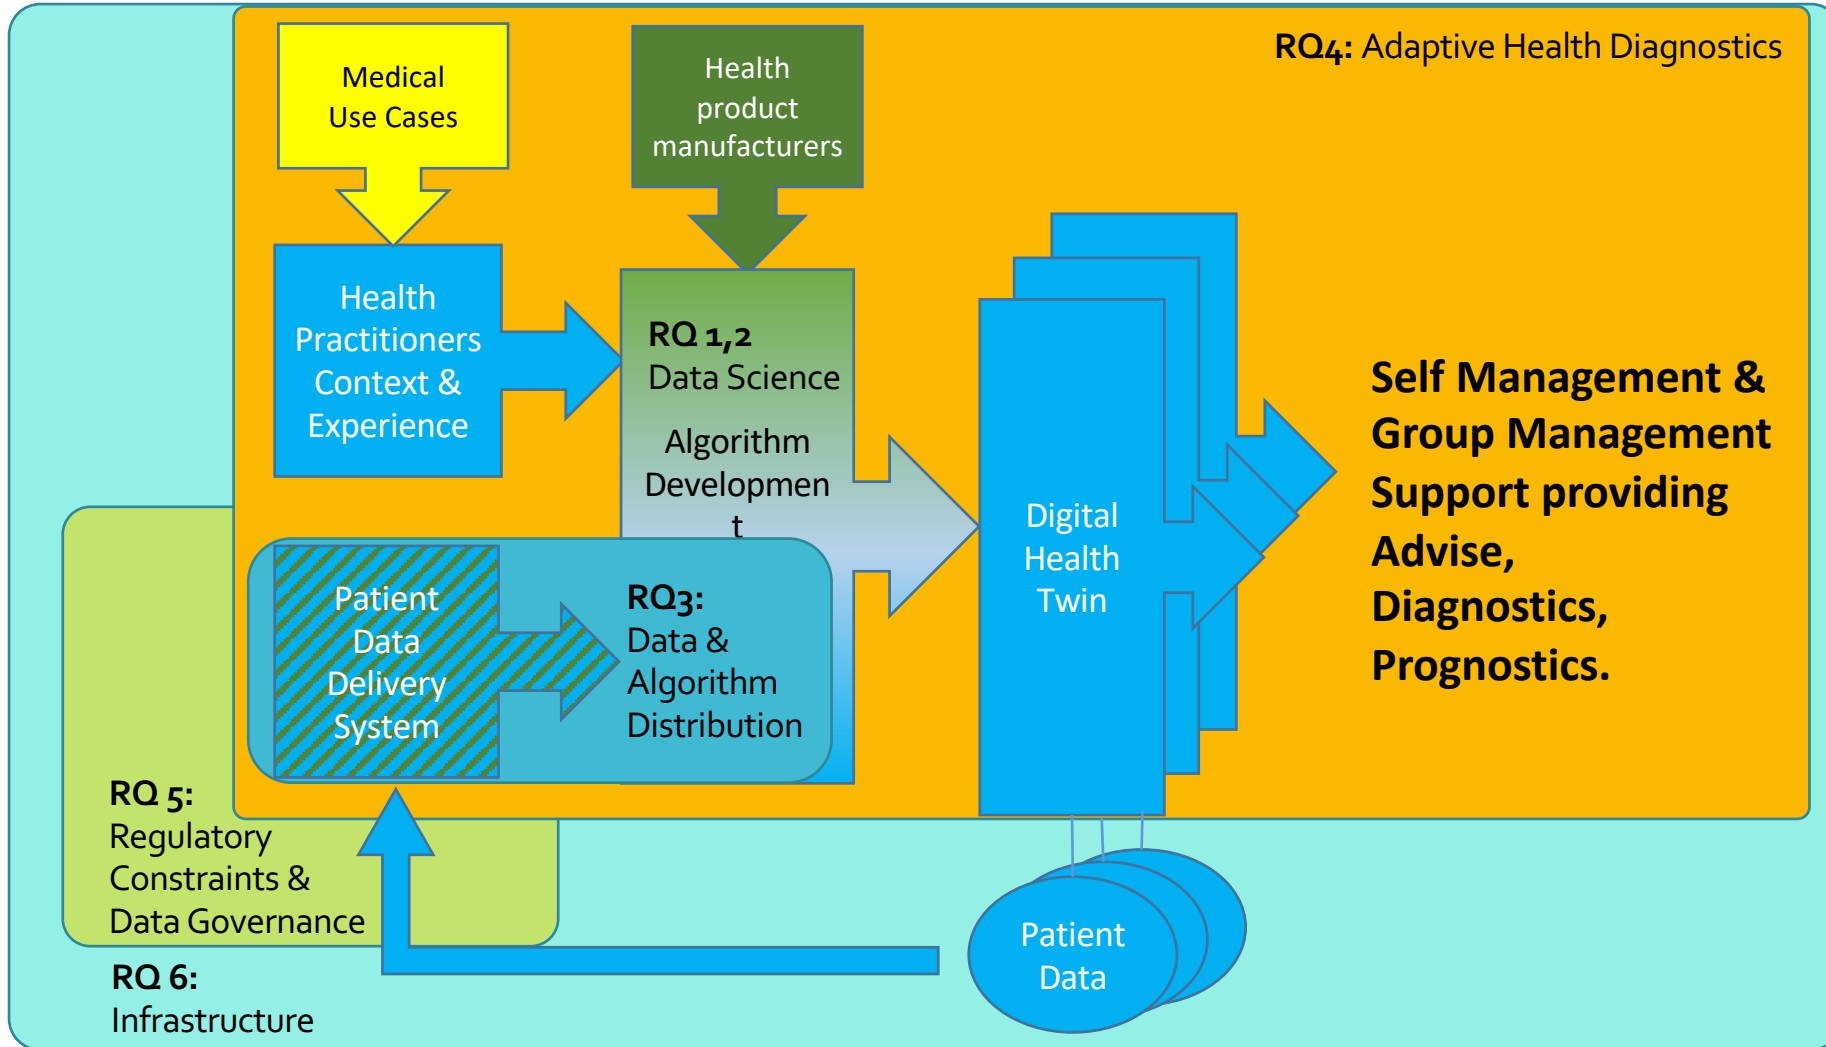 RQ4: Adaptive Health Diagnostics
Medical
Use Cases
Health
product
manufacturers
Health
Practitioners
Context &
Experience
RQ 1,2
Data Science
Algorithm
Developmen
t
Patient
Data
Delivery
System
RQ3:
Data &
Algorithm
Distribution
Digital
Health
Twin
Self Management &
Group Management
Support providing
Advise,
Diagnostics,
Prognostics.
RQ 5:
Regulatory
Constraints &
Data Governance
RQ 6:
Infrastructure
Patient
Data